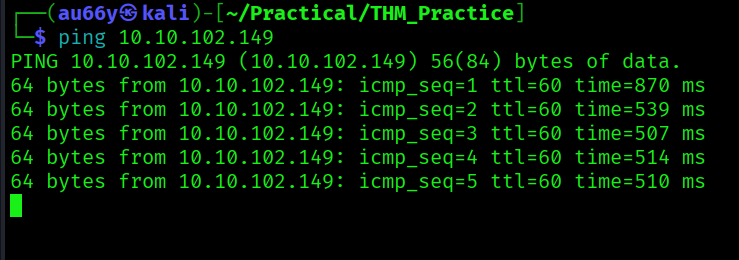 ┌──(au66y㉿kali)-[~/Practical/THM_Practice]
└─$ ping 10.10.102.149
PING 10.10.102.149 (10.10.102.149) 56(84) bytes of data.
64 bytes from 10.10.102.149: icmp_seq=1 ttl=60 time=870 ms
64 bytes from 10.10.102.149: icmp_seq=2 ttl=60 time=539 ms
64 bytes from 10.10.102.149: icmp_seq=3 ttl=60 time=507 ms
64 bytes from 10.10.102.149: icmp_seq=4 ttl=60 time=514 ms
64 bytes from 10.10.102.149: icmp_seq=5 ttl=60 time=510 ms